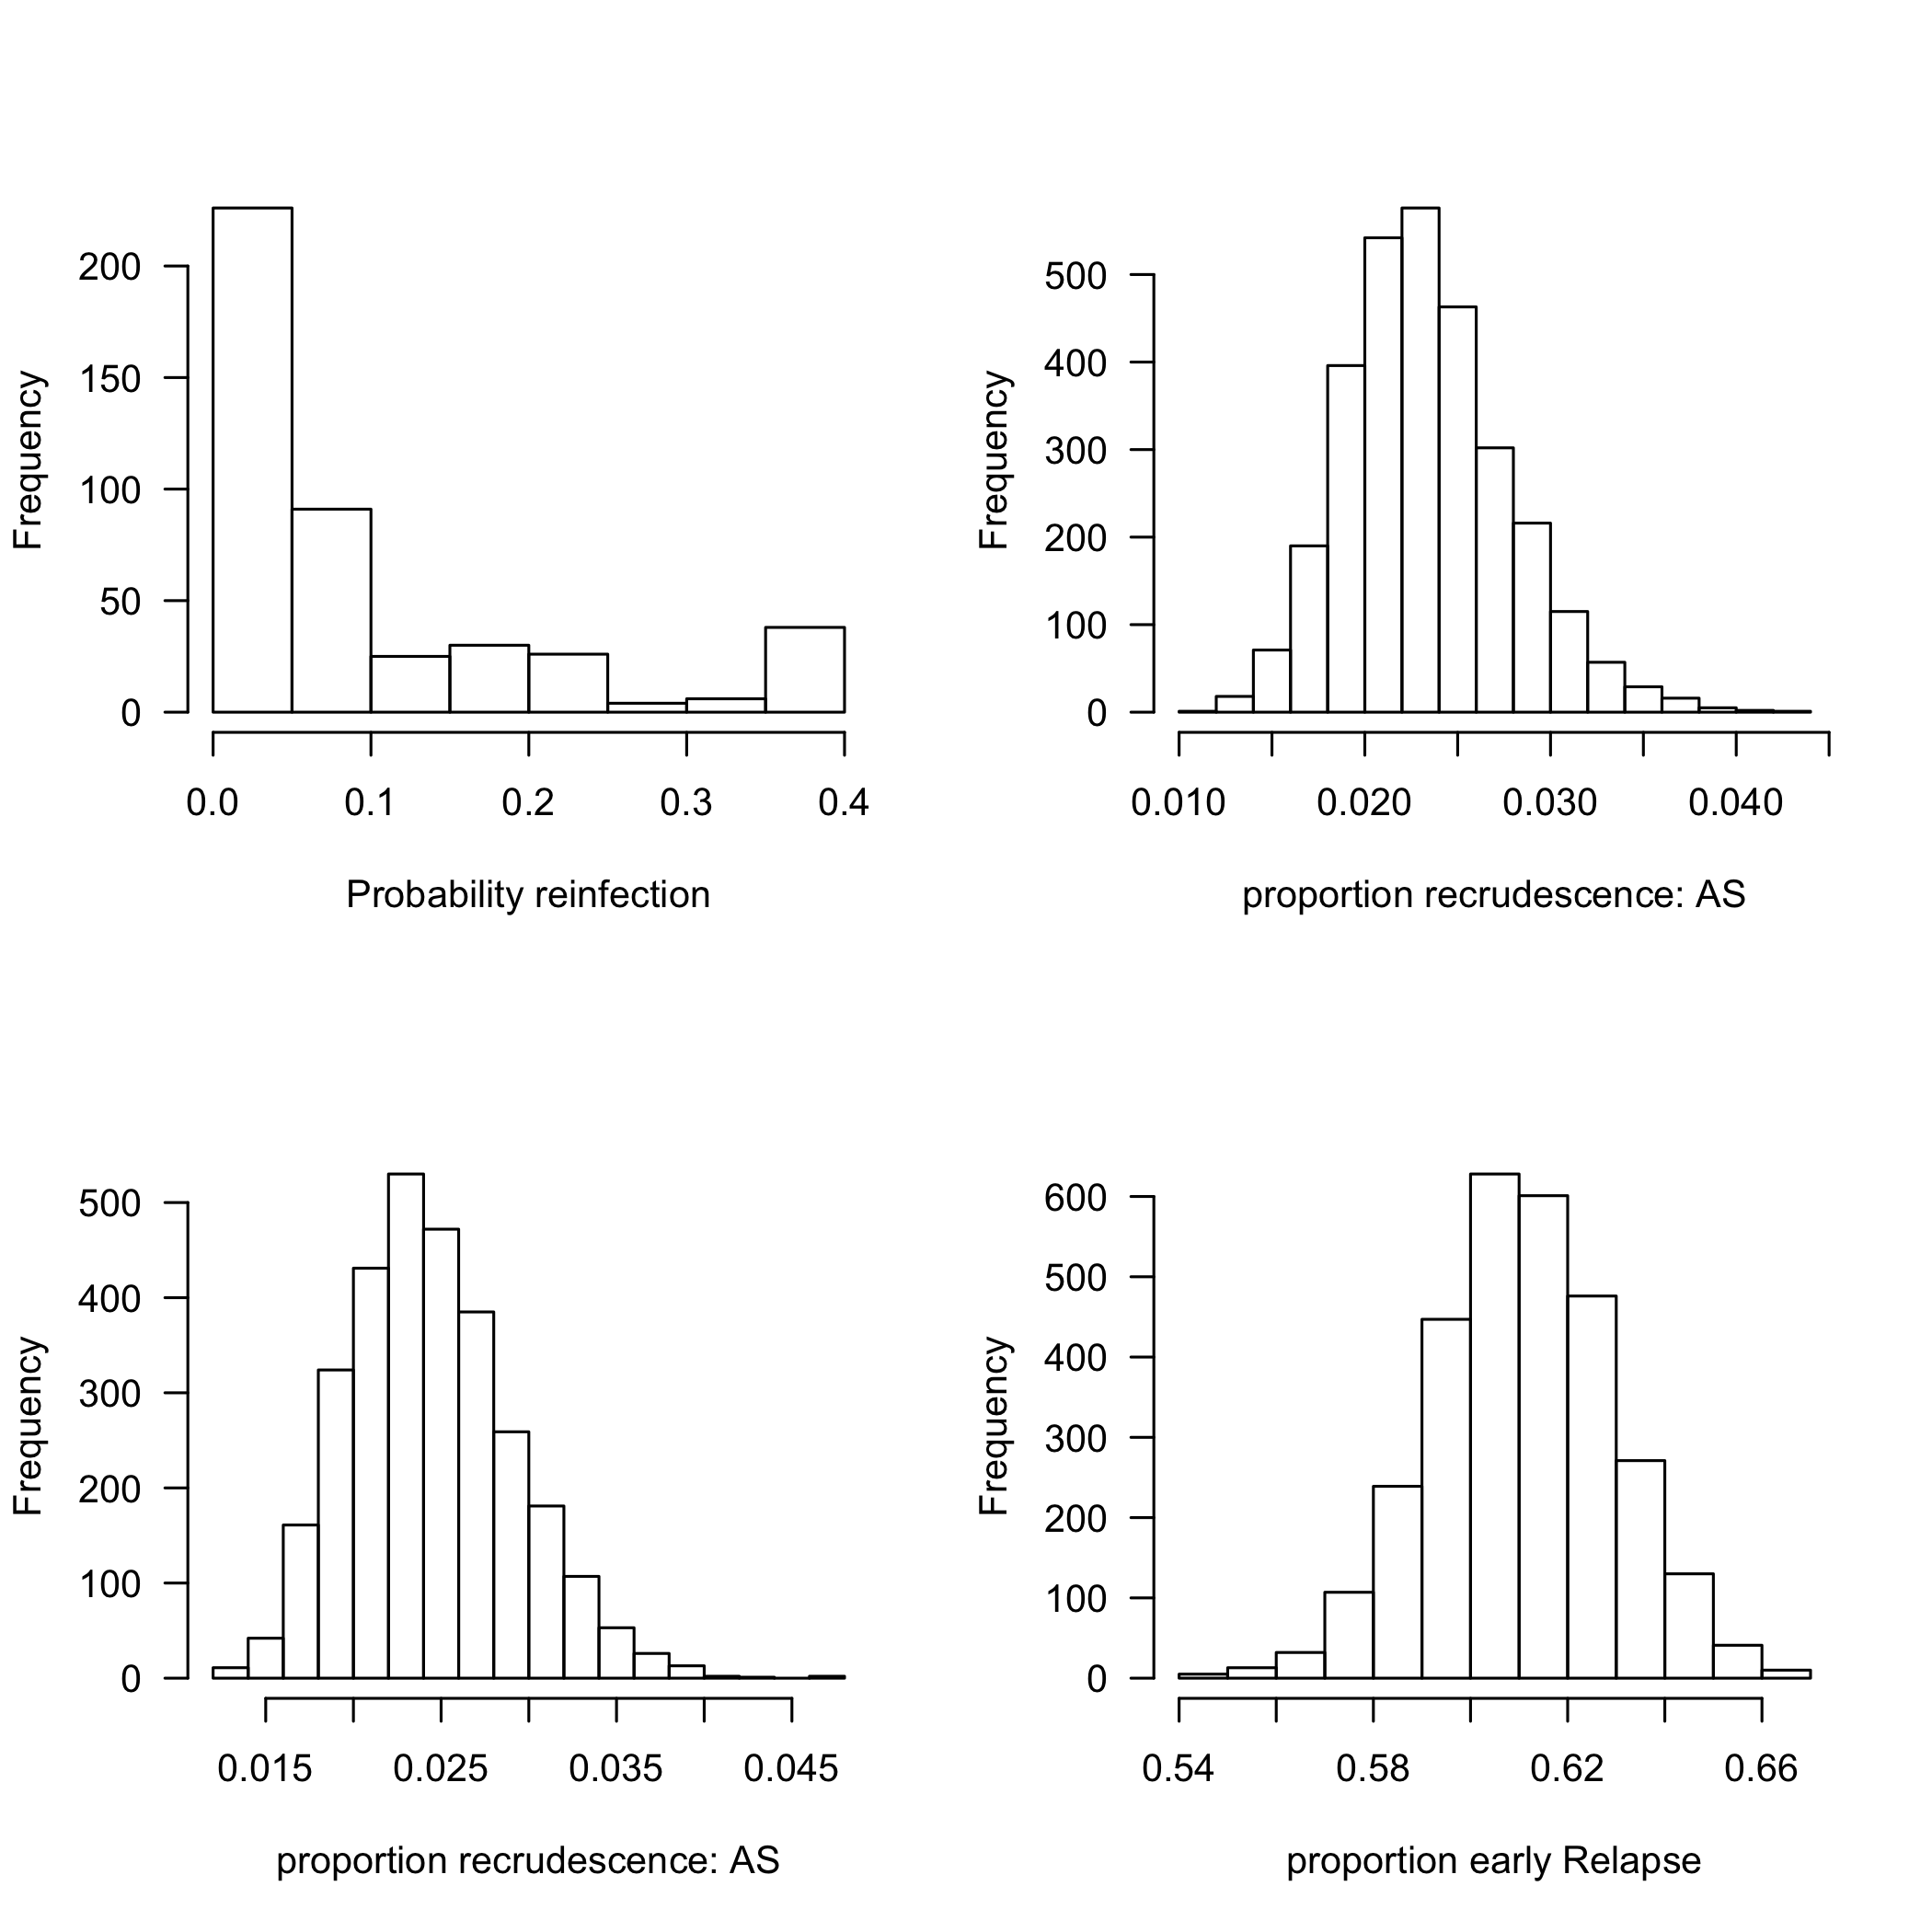 Frequency
200
150
100
50
0
0.0 0.1 0.2 0.3 0.4
Probability reinfection
Frequency
500
400
300
200
100
0
0.010 0.020 0.030 0.040
proportion recrudescence: AS
Frequency
500
400
300
200
100
0
0.015 0.025 0.035 0.045
proportion recrudescence: AS
Frequency
600
500
400
300
200
100
0
0.54 0.58 0.62 0.66
proportion early Relapse